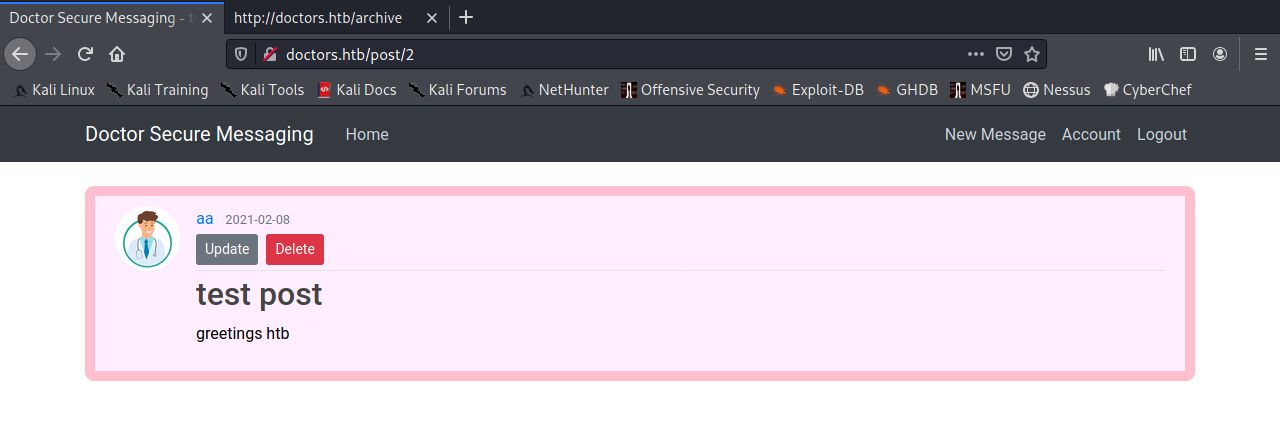 Doctor Secure Messaging - t
http://doctors.htb/archive
doctors.htb/post/2
Kali Linux Kali Training Kali Tools Kali Docs Kali Forums NetHunter Offensive Security Exploit-DB GHDB MSFU Nessus CyberChef
Doctor Secure Messaging Home New Message Account Logout
aa 2021-02-08
Update Delete
test post
greetings htb